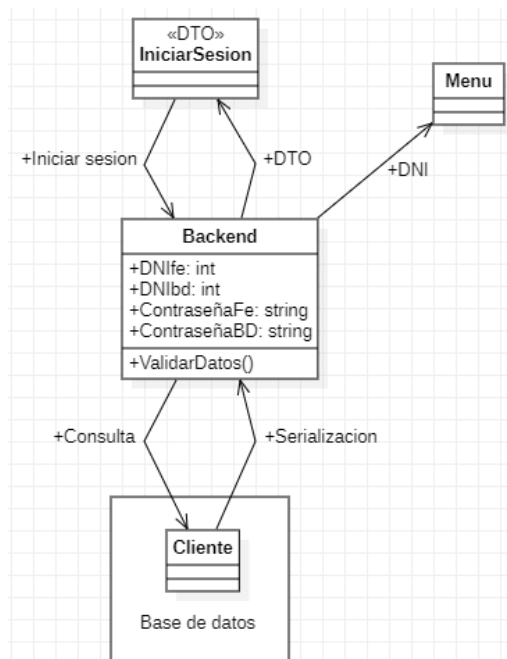 «DTO»
IniciarSesion
Menu
+Iniciar sesion
+DTO
+DNI
Backend
+DNIfe: int
+DNIbd: int
+ContraseñaFe: string
+ContraseñaBD: string
+ValidarDatos()
+Consulta
+Serializacion
Cliente
Base de datos